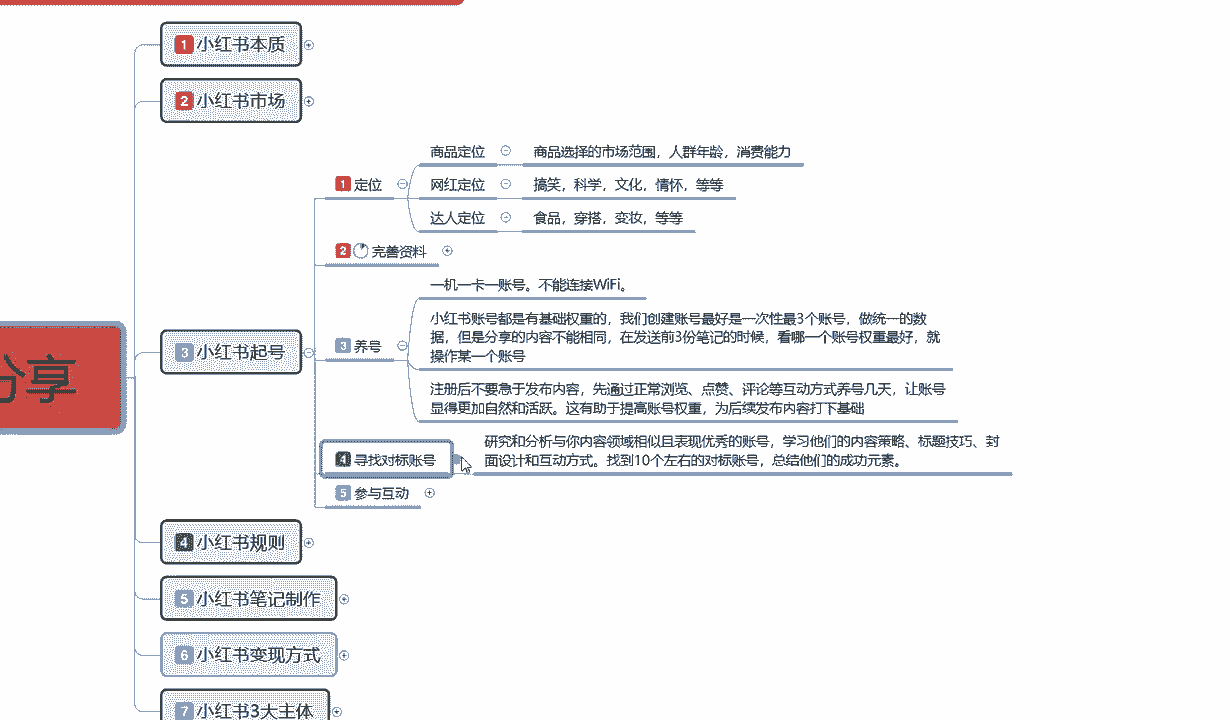 分享
1 小红书本质
2 小红书市场
3 小红书起号
1 定位
商品定位
商品选择的市场范围，人群年龄，消费能力
网红定位
搞笑，科学，文化，情怀，等等
达人定位
食品，穿搭，变妆，等等
2 完善资料
3 养号
一机一卡一账号。不能连接WiFi。
小红书账号都是有基础权重的，我们创建账号最好是一次性最3个账号，做统一的数
据，但是分享的内容不能相同，在发送前3份笔记的时候，看哪一个账号权重最好，就
操作某一个账号
注册后不要急于发布内容，先通过正常浏览、点赞、评论等互动方式养号几天，让账号
显得更加自然和活跃。这有助于提高账号权重，为后续发布内容打下基础
4 寻找对标账号
研究和分析与你内容领域相似且表现优秀的账号，学习他们的内容策略、标题技巧、封
面设计和互动方式。找到10个左右的对标账号，总结他们的成功元素。
5 参与互动
4 小红书规则
5 小红书笔记制作
6 小红书变现方式
7 小红书3大主体